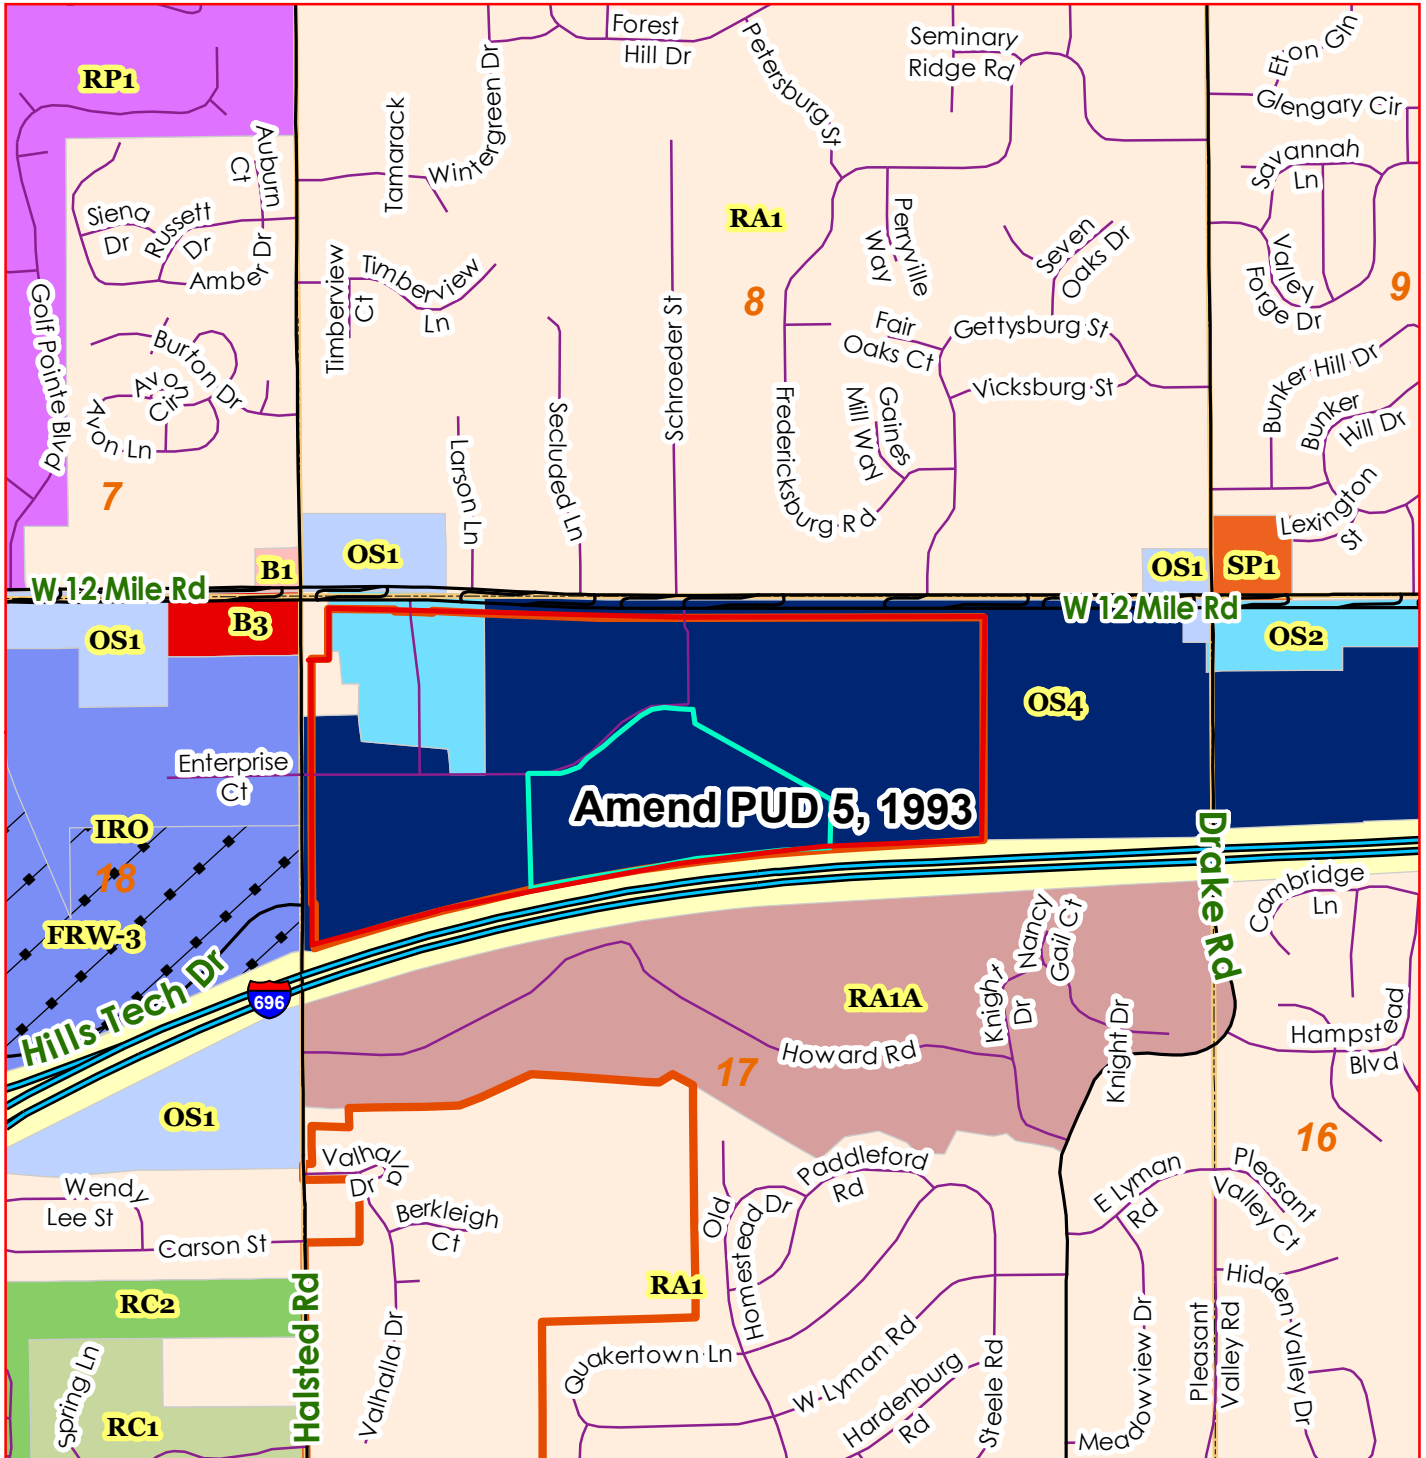 Forest
Hill Dr
Seminary
Ridge Rd
Eton Gln
Glengary Cir
RP1
Petersburg St
Wintergreen Dr
Tamarack
Auburn
Ct
Savannah
Ln
Siena
Dr
Russett
Dr
Amber Dr
RA1
Perryville
Way
Seven
Oaks Dr
Valley
Forge Dr
9
Timberview
Ct
Timberview
Ln
8
Golf Pointe Blvd
Burton Dr
Avon
Cir
Avon Ln
Schroeder St
Fair
Oaks Ct
Gettysburg St
Vicksburg St
Bunker Hill Dr
Bunker
Hill Dr
Fredericksburg Rd
Gaines
Mill Way
Larson Ln
Secluded Ln
7
Lexington
St
OS1
B1
OS1
SP1
W 12 Mile Rd
W 12 Mile Rd
OS1
B3
OS2
OS4
Enterprise
Ct
Amend PUD 5, 1993
IRO
18
FRW-3
Drake Rd
Cambridge
Ln
Nancy
Gail Ct
Hills Tech Dr
696
RA1A
Knight
Dr
Knight Dr
Howard Rd
Hampstead
Blvd
17
OS1
16
Valhalla
Dr
Wendy
Lee St
Carson St
Berkleigh
Ct
Paddleford
Rd
Old
Homestead Dr
E Lyman
Rd
Pleasant
Valley Ct
Hidden Valley Dr
RC2
Halsted Rd
RA1
Valhalla Dr
Quakertown Ln
W Lyman Rd
Hardenburg
Rd
Steele Rd
Meadowview Dr
Pleasant
Valley Rd
Spring Ln
RC1